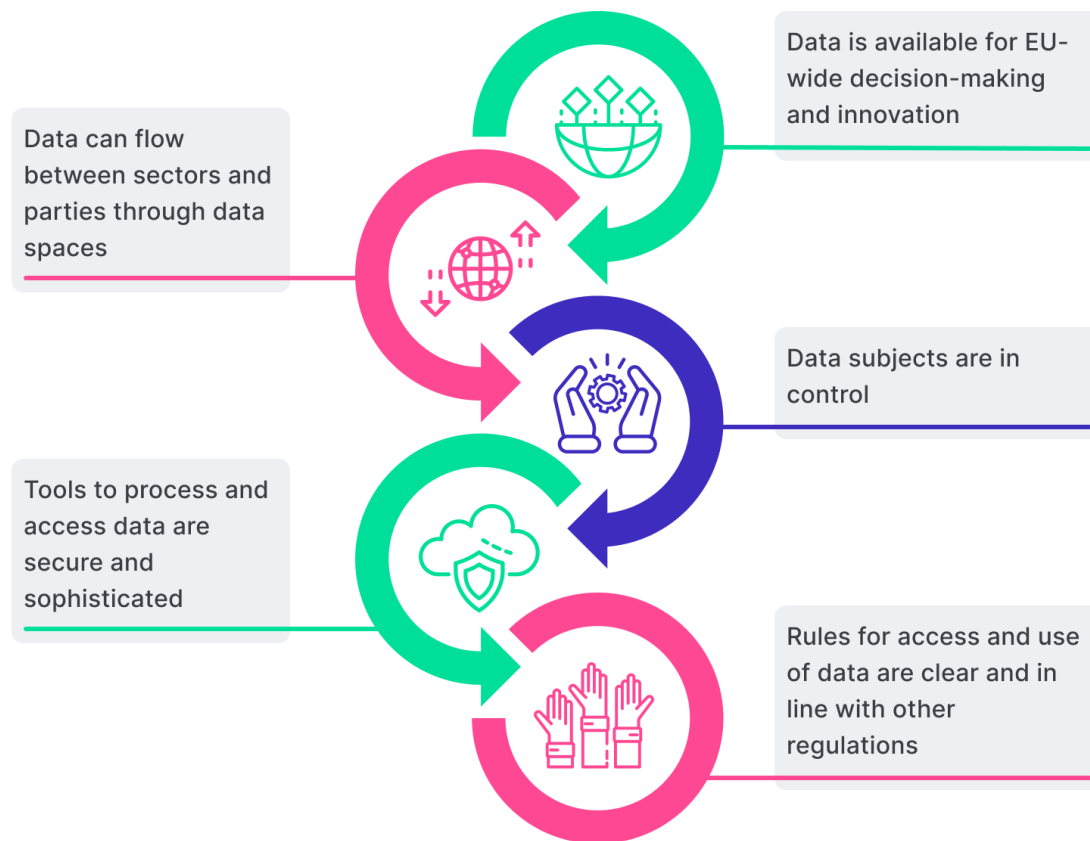 Data is available for EU-
wide decision-making
and innovation
Data can flow
between sectors and
parties through data
spaces
Data subjects are in
control
Tools to process and
access data are
secure and
sophisticated
Rules for access and use
of data are clear and in
line with other
regulations